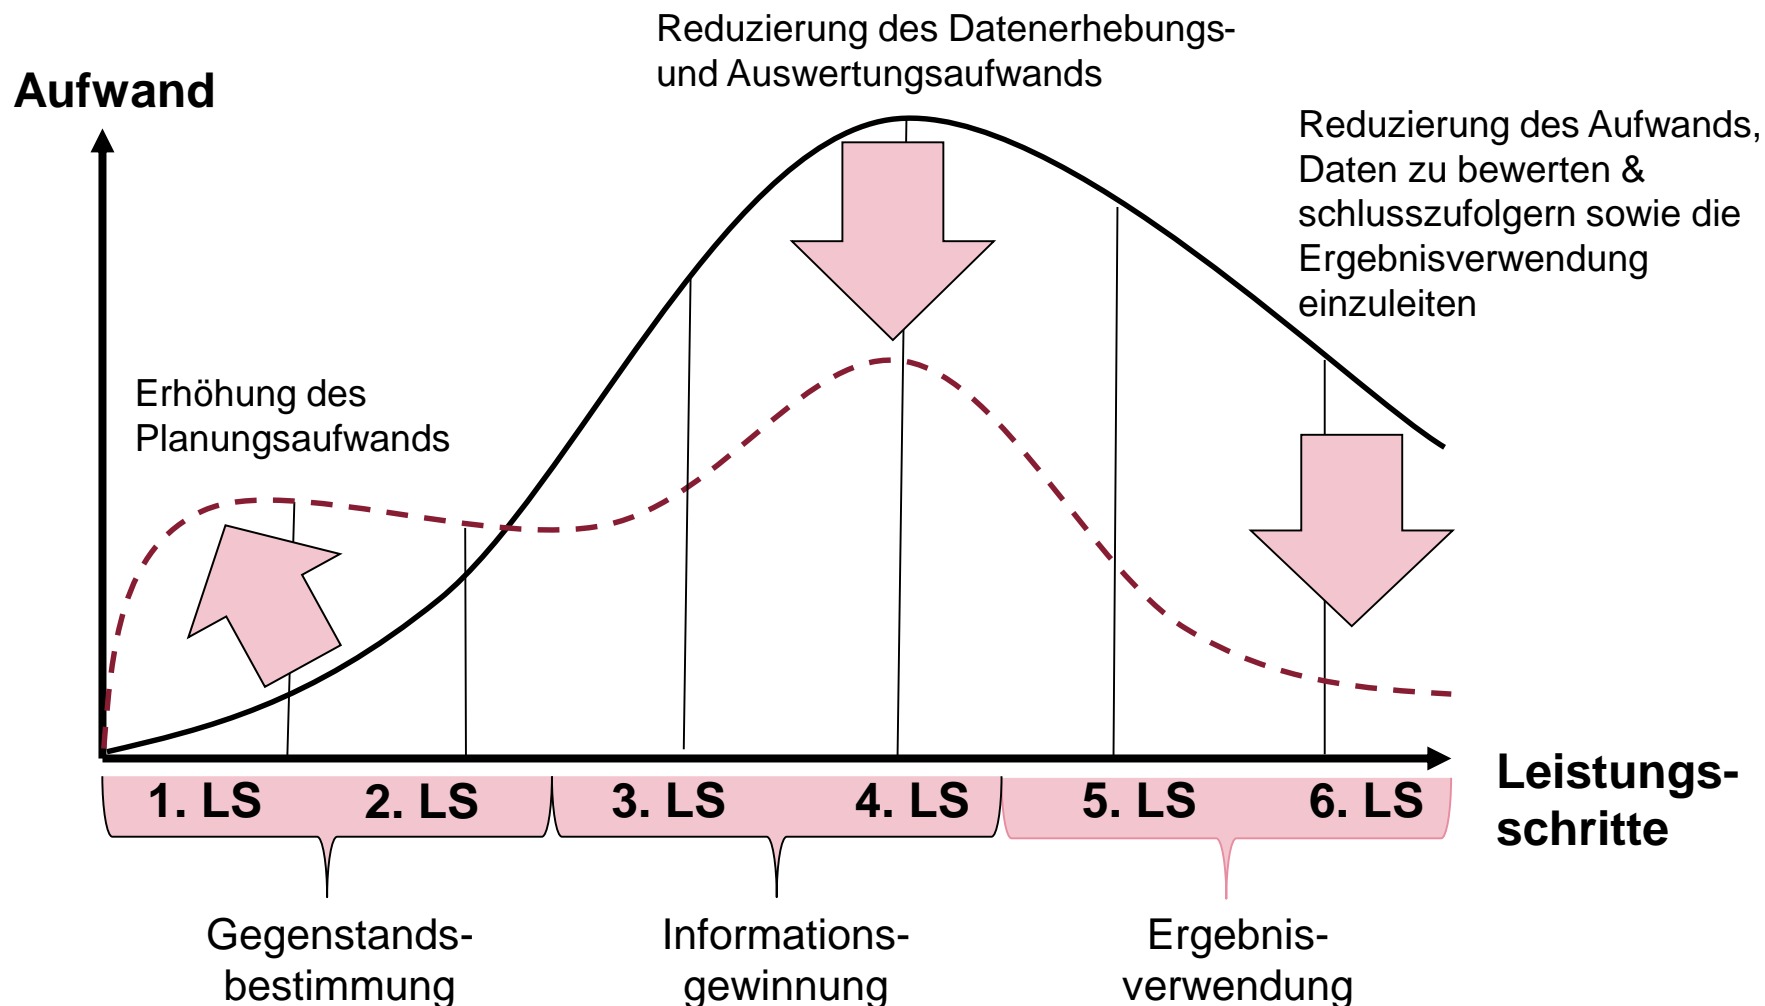 Reduzierung des Datenerhebungs-
und Auswertungsaufwands
Aufwand
Reduzierung des Aufwands,
Daten zu bewerten &
schlusszufolgern sowie die
Ergebnisverwendung
einzuleiten
Erhöhung des
Planungsaufwands
1. LS
2. LS
3. LS
4. LS
5. LS
6. LS
Leistungs-
schritte
Gegenstands-
bestimmung
Informations-
gewinnung
Ergebnis-
verwendung